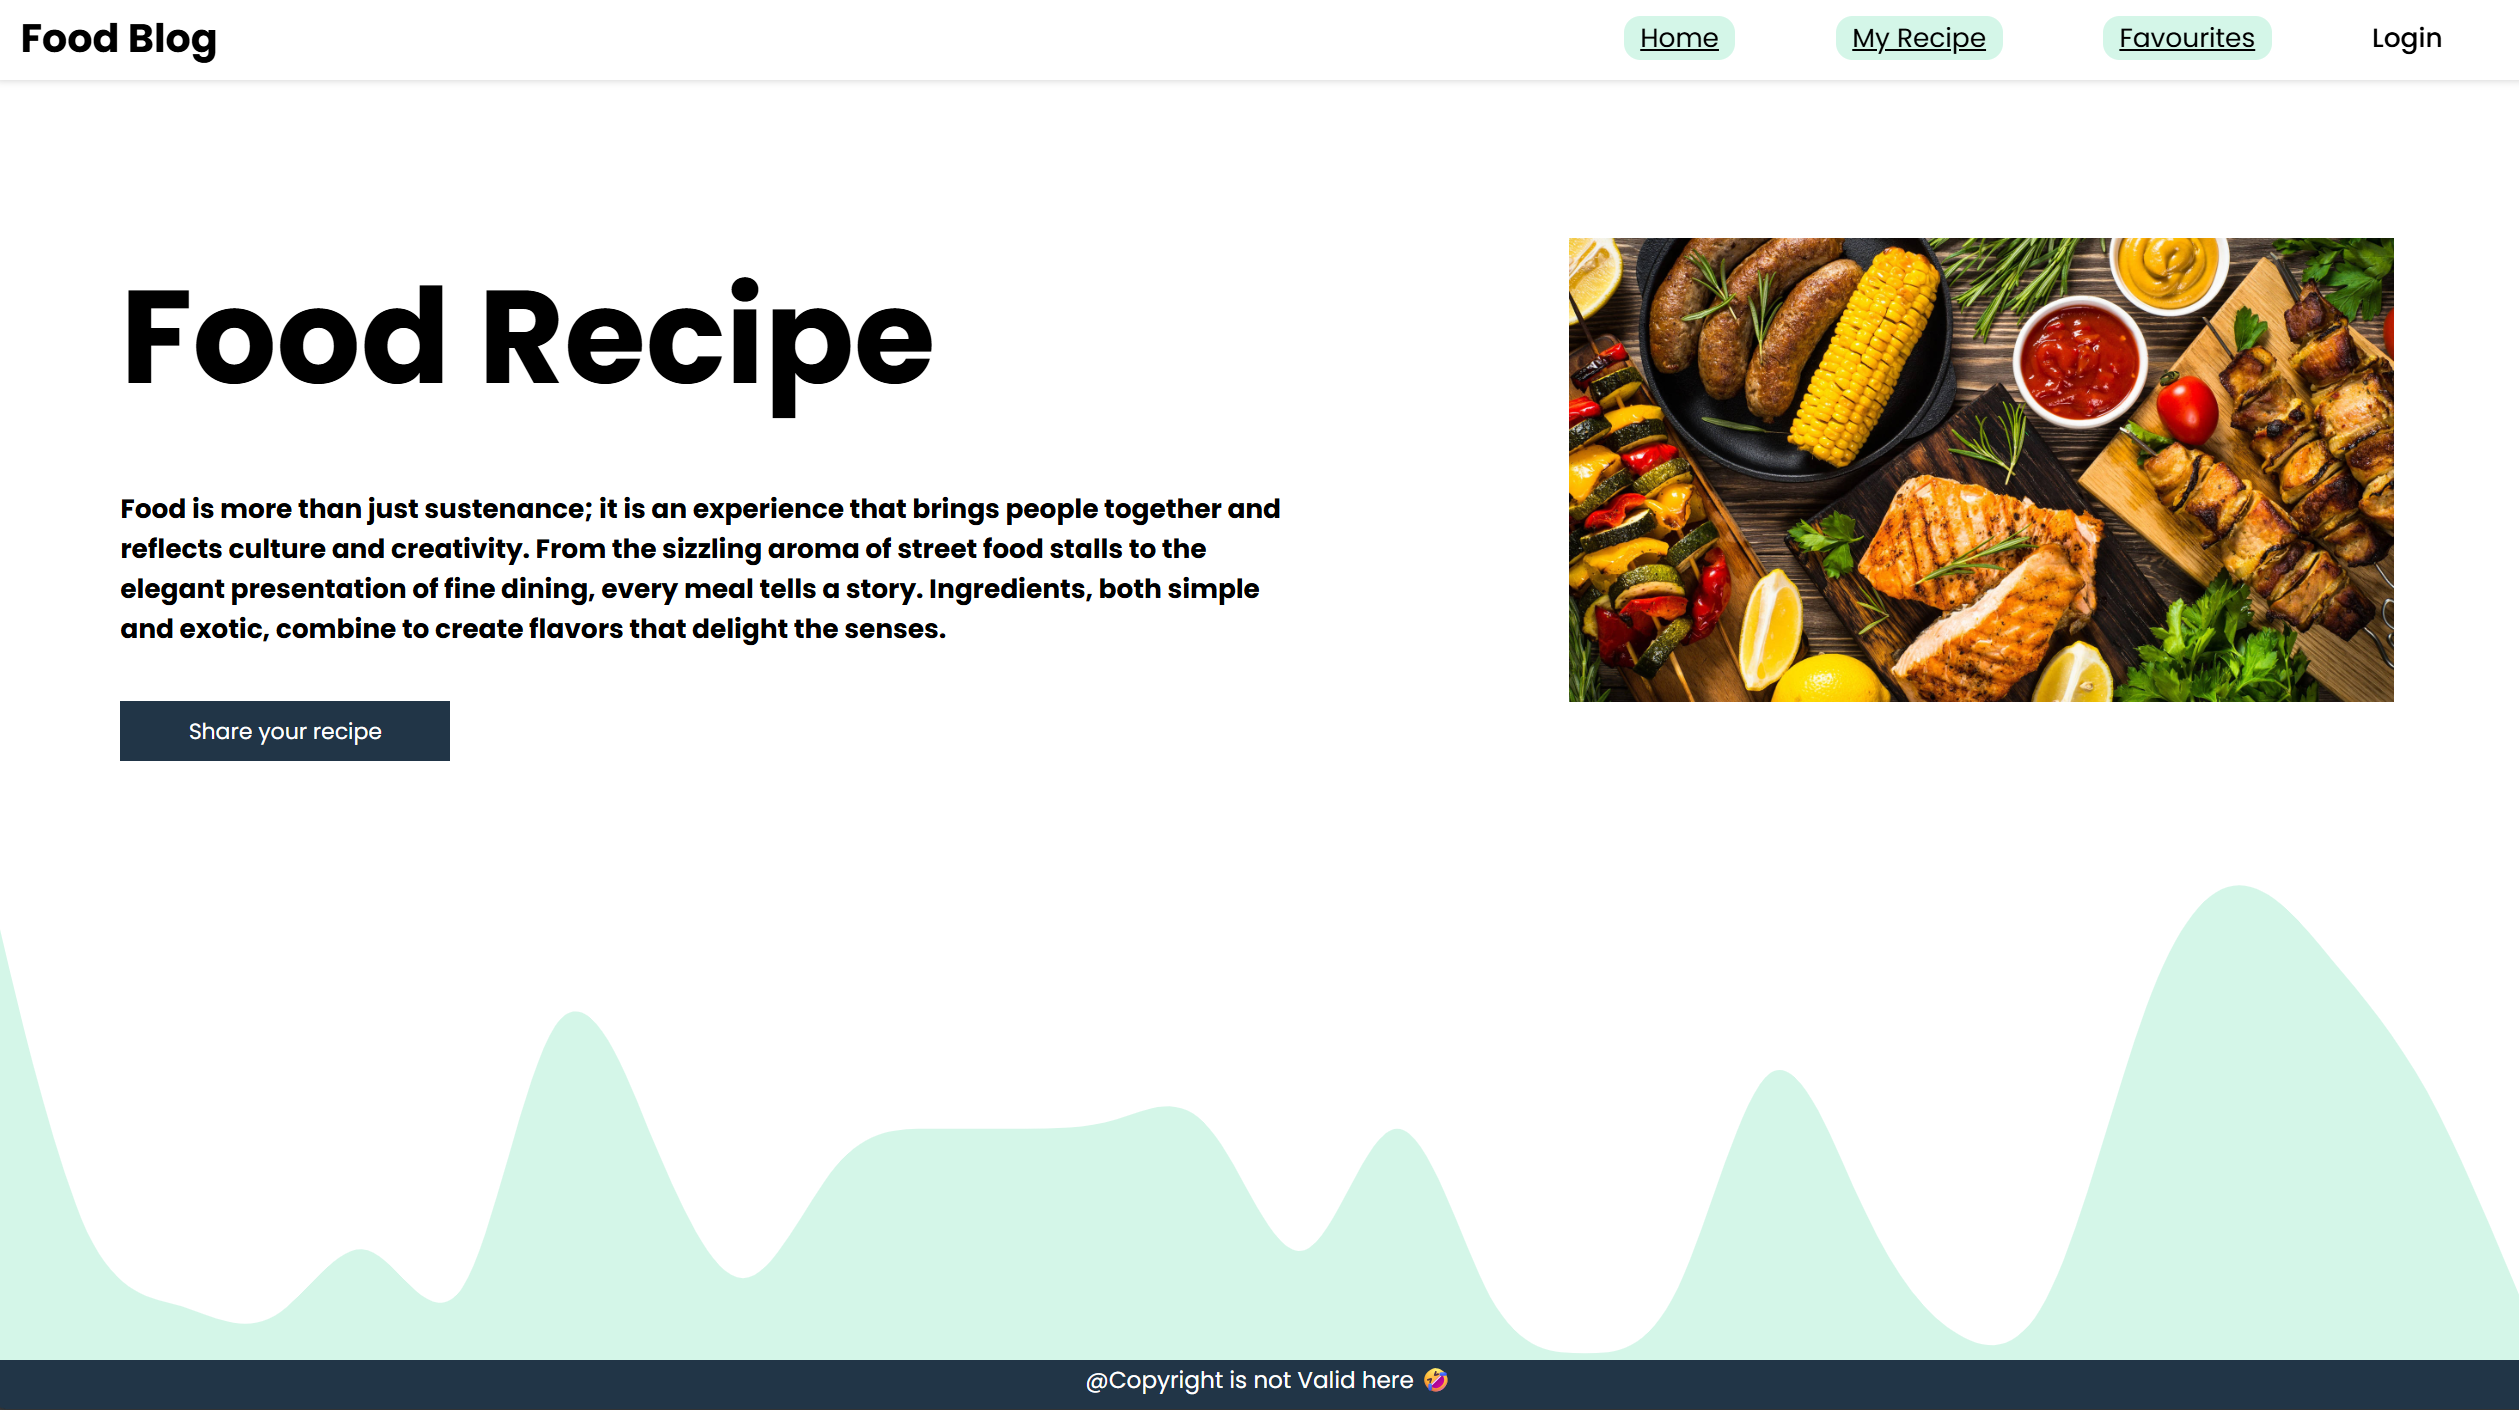 Food Blog
Home
My Recipe
Favourites
Login
Food Recipe
Food is more than just sustenance; it is an experience that brings people together and
reflects culture and creativity. From the sizzling aroma of street food stalls to the
elegant presentation of fine dining, every meal tells a story. Ingredients, both simple
and exotic, combine to create flavors that delight the senses.
Share your recipe
@Copyright is not Valid here 🤣